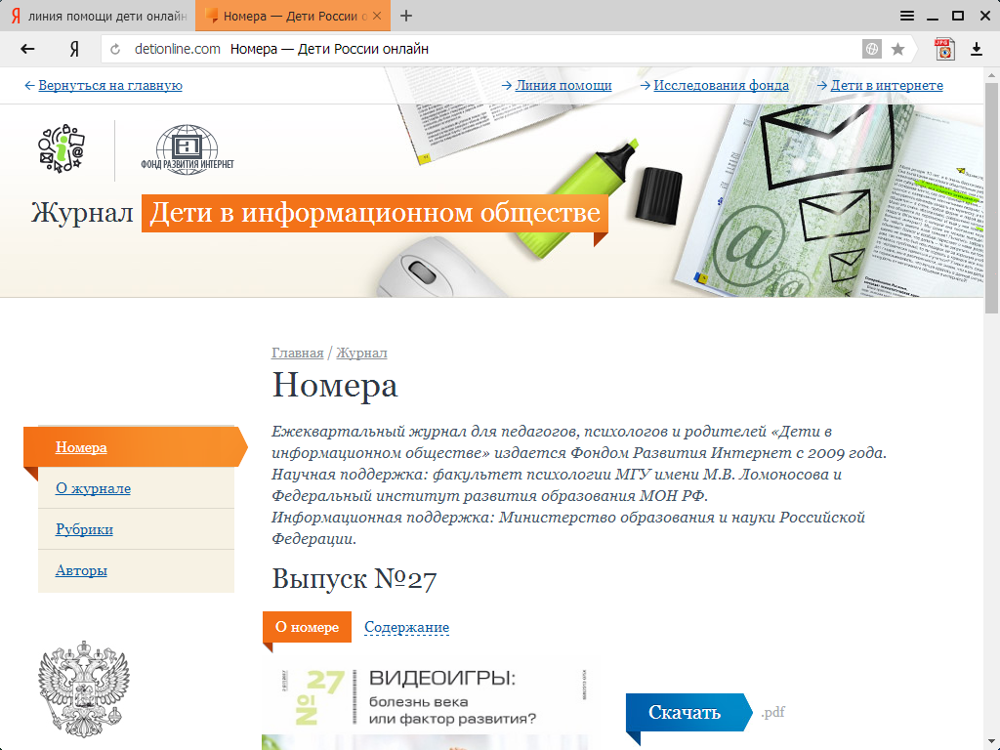 линия помощи дети онлайн
Номера — Дети России о
detionline.com Номера — Дети России онлайн
JPG
← Вернуться на главную
→ Линия помощи
→ Исследования фонда
→ Дети в интернете
ФОНД РАЗВИТИЯ ИНТЕРНЕТ
Журнал Дети в информационном обществе
Главная / Журнал
Номера
Ежеквартальный журнал для педагогов, психологов и родителей «Дети в
информационном обществе» издается Фондом Развития Интернет с 2009 года.
Научная поддержка: факультет психологии МГУ имени М.В. Ломоносова и
Федеральный институт развития образования МОН РФ.
Информационная поддержка: Министерство образования и науки Российской
Федерации.
Номера
О журнале
Рубрики
Авторы
Выпуск №27
О номере
Содержание
№ 27
ВИДЕОИГРЫ:
болезнь века
или фактор развития?
Скачать .pdf